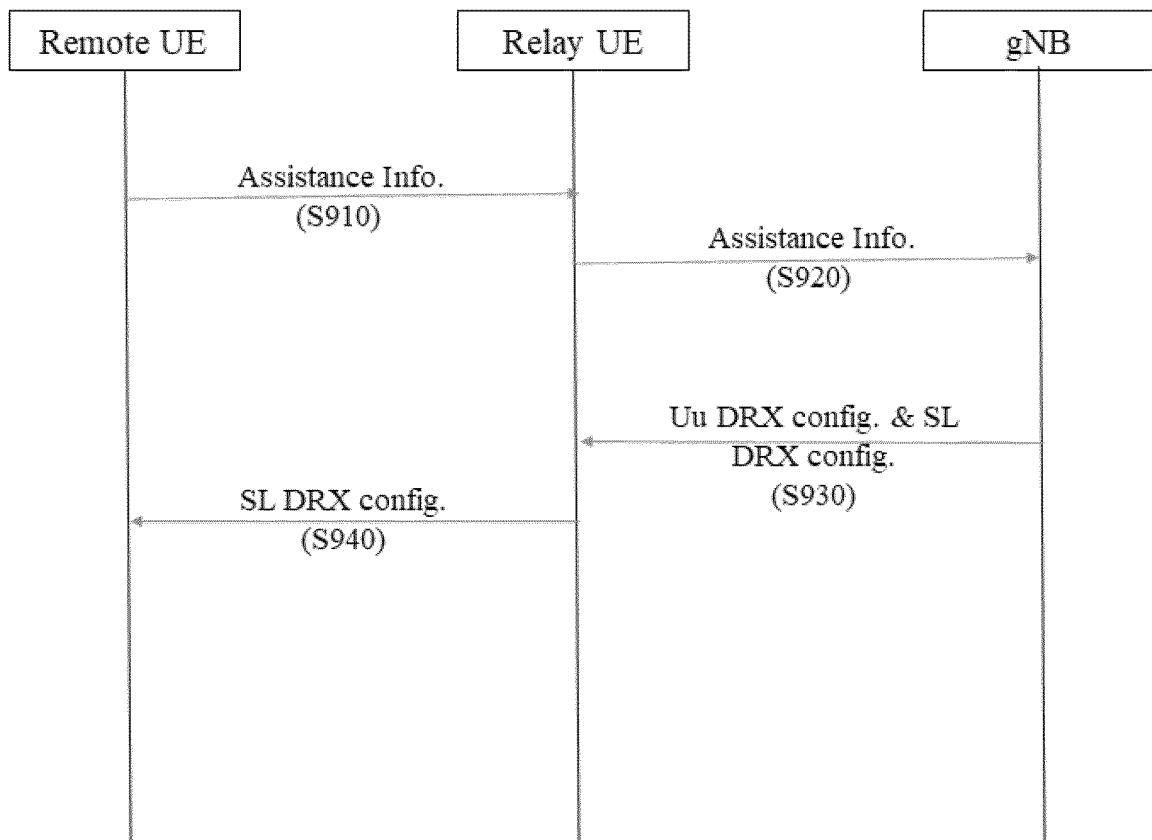 Remote UE
Relay UE
gNB
Assistance Info.
(S910)
Assistance Info.
(S920)
Uu DRX config. & SL
DRX config.
(S930)
SL DRX config.
(S940)